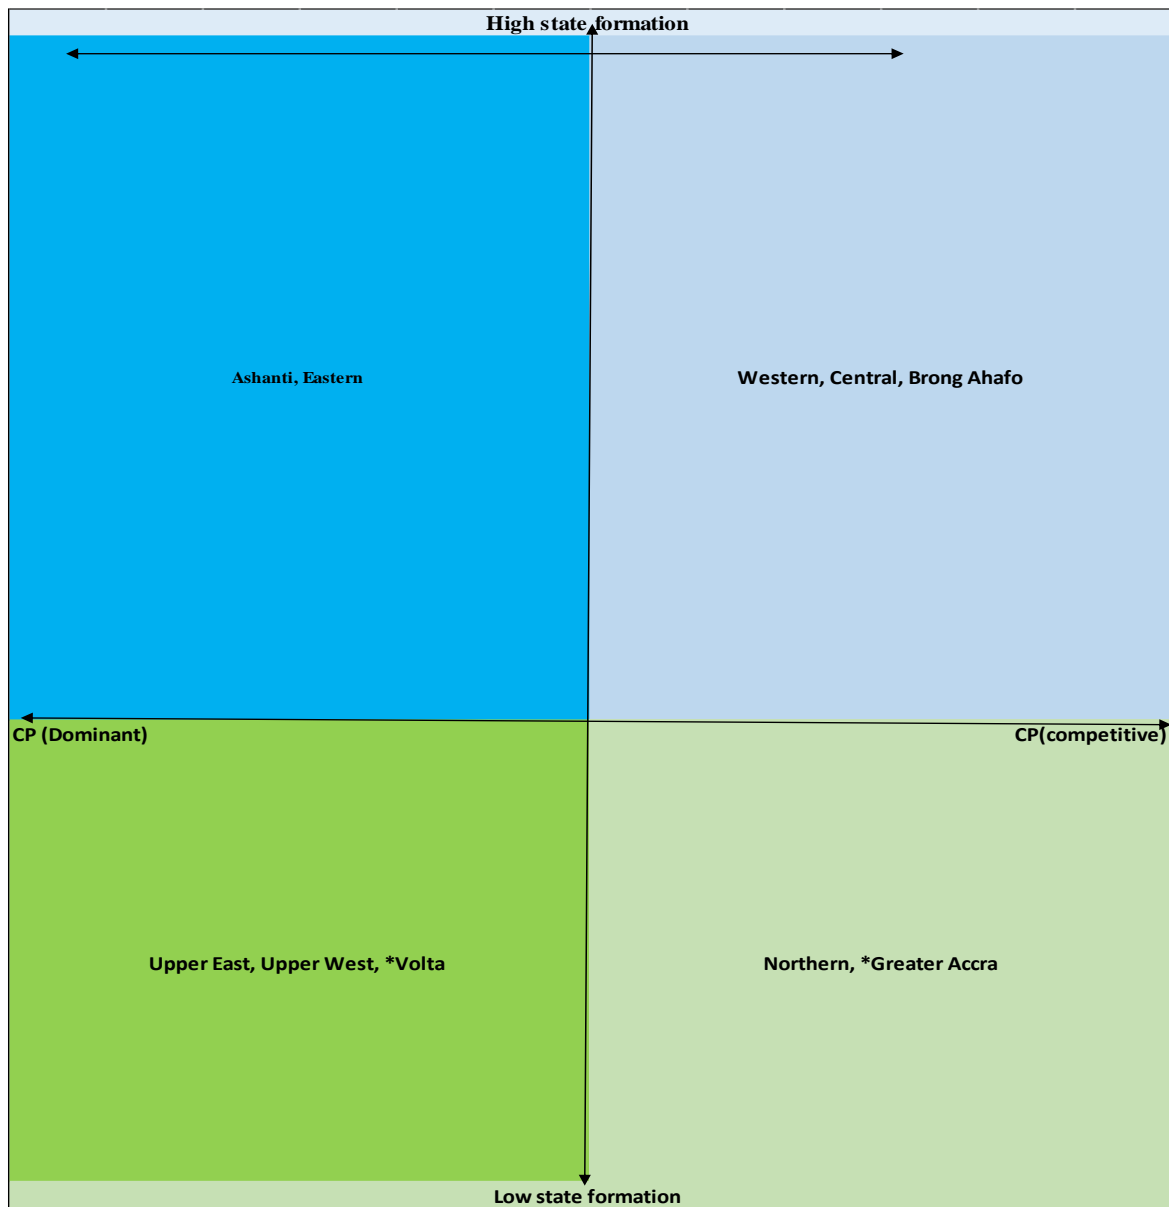 High state formation
Ashanti, Eastern
Western, Central, Brong Ahafo
CP (Dominant)
CP(competitive)
Upper East, Upper West, *Volta
Northern, *Greater Accra
Low state formation